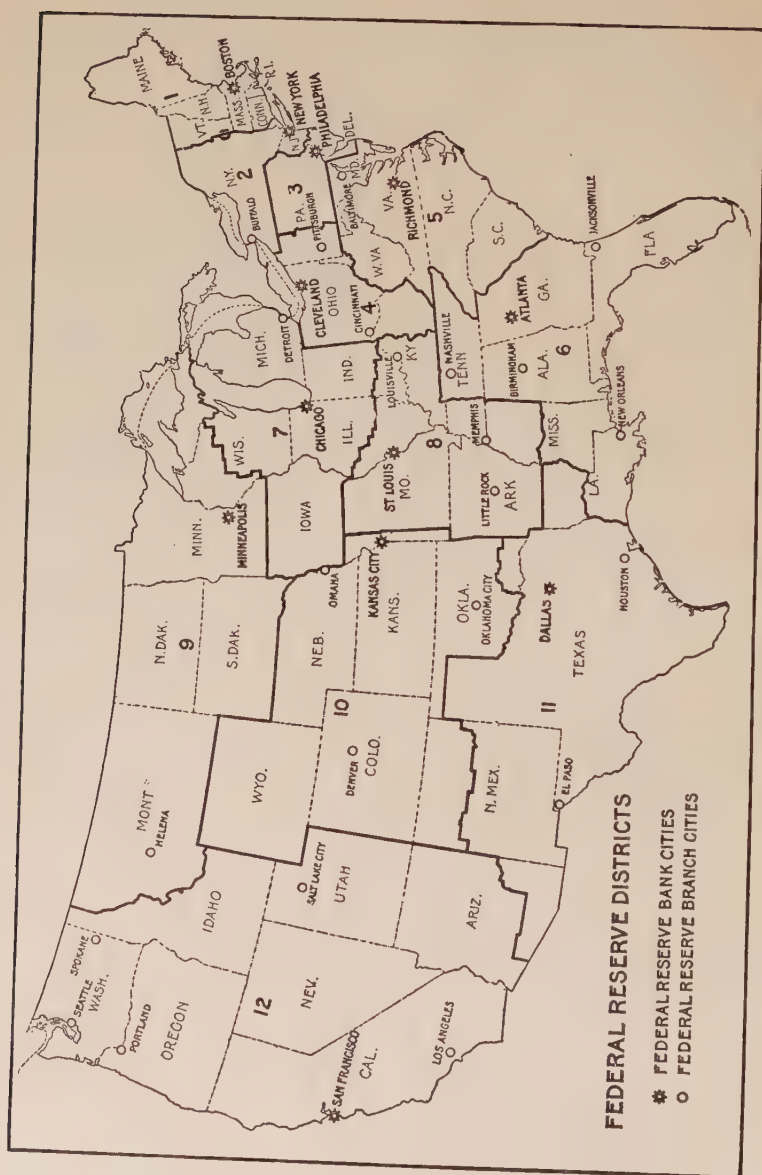 MAINE
1
VT.
N.H.
MASS.
BOSTON
CONN.
R.I.
N.Y.
2
BUFFALO
NEW YORK
N.J.
PHILADELPHIA
PA.
3
PITTSBURGH
DEL.
MD.
BALTIMORE
CLEVELAND
OHIO
4
CINCINNATI
W.VA
VA.
RICHMOND
5
N.C.
S.C.
MICH.
DETROIT
IND.
WIS.
7
CHICAGO
ILL.
IOWA
LOUISVILLE
KY
NASHVILLE
TENN
MEMPHIS
ATLANTA
GA.
BIRMINGHAM
ALA.
6
JACKSONVILLE
FLA
MISS.
NEW ORLEANS
LA.
8
ST LOUIS
MO.
LITTLE ROCK
ARK
MINN.
MINNEAPOLIS
N.DAK.
9
S.DAK.
MONT
HELENA
NEB.
OMAHA
KANSAS CITY
KANS.
10
WYO.
DENVER
COLO.
OKLA.
OKLAHOMA CITY
DALLAS
TEXAS
HOUSTON
11
N.MEX.
EL PASO
SPOKANE
SEATTLE
WASH.
PORTLAND
OREGON
IDAHO
SALT LAKE CITY
UTAH
12
NEV.
SAN FRANCISCO
CAL.
LOS ANGELES
ARIZ.
FEDERAL RESERVE DISTRICTS
FEDERAL RESERVE BANK CITIES
FEDERAL RESERVE BRANCH CITIES